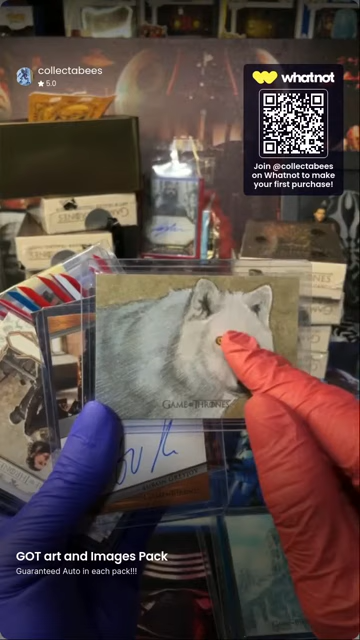 collectabees
5.0
whatnot
Join @collectabees
on Whatnot to make
your first purchase!
GAME OF THRONES
GOT art and Images Pack
Guaranteed Auto in each pack!!!